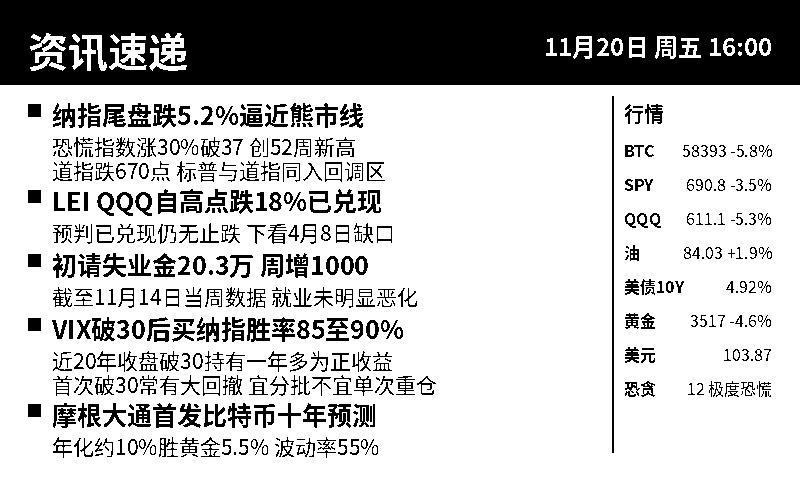 资讯速递
11月20日 周五 16:00
纳指尾盘跌5.2%逼近熊市线
恐慌指数涨30%破37 创52周新高
道指跌670点 标普与道指同入回调区
LEI QQQ自高点跌18%已兑现
预判已兑现仍无止跌 下看4月8日缺口
初请失业金20.3万 周增1000
截至11月14日当周数据 就业未明显恶化
VIX破30后买纳指胜率85至90%
近20年收盘破30持有一年多为正收益
首次破30常有大回撤 宜分批不宜单次重仓
摩根大通首发比特币十年预测
年化约10%胜黄金5.5% 波动率55%
行情
BTC 58393 -5.8%
SPY 690.8 -3.5%
QQQ 611.1 -5.3%
油 84.03 +1.9%
美债10Y 4.92%
黄金 3517 -4.6%
美元 103.87
恐贪 12 极度恐慌